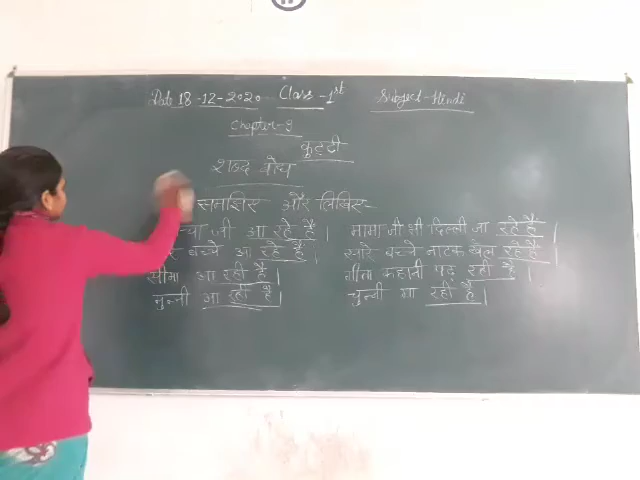 Date 18-12-2020 Class-1st Subject-Hindi
Chapter-9
कुट्टी
शब्द बोध
समझिए और लिखिए-
चा जी आ रहे हैं। मामा जी भी दिल्ली जा रहे हैं।
रे बच्चे आ रहे हैं। सारे बच्चे नाटक खेल रहे हैं।
सीमा आ रही है। गीता कहानी पढ़ रही है।
मुन्नी आ रही है। चुन्नी गा रही है।